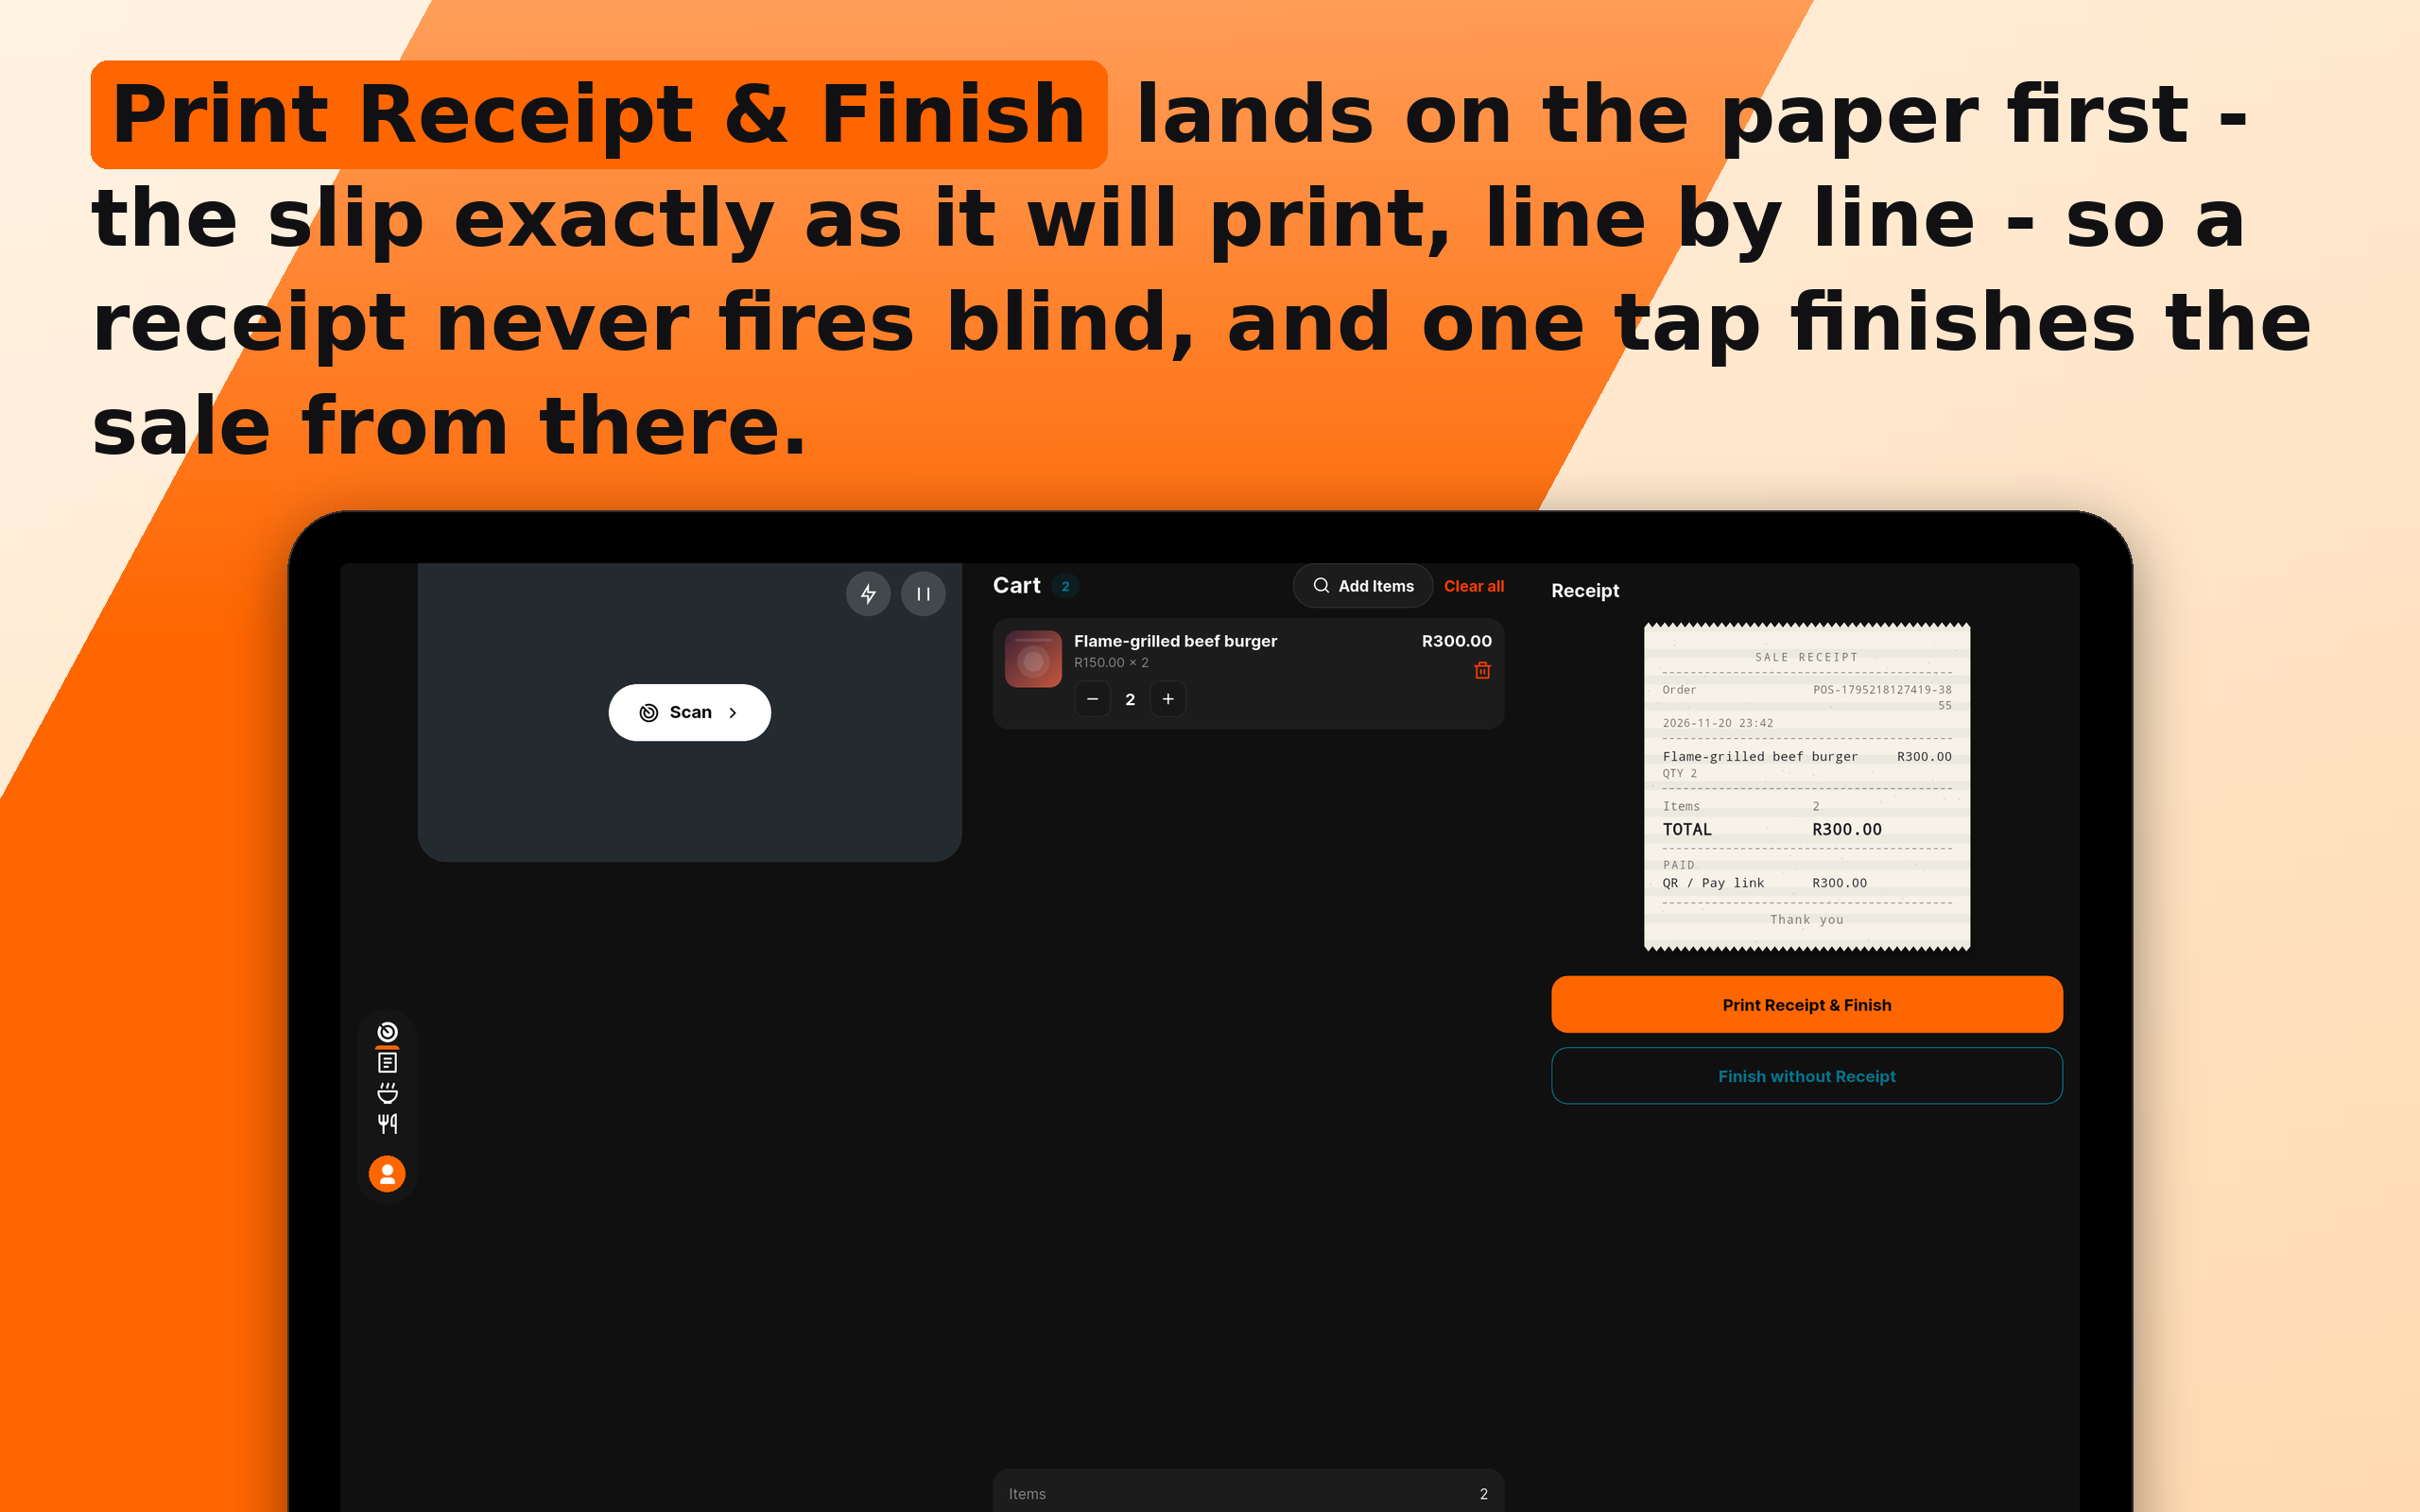 Print Receipt & Finish lands on the paper first -
the slip exactly as it will print, line by line - so a
receipt never fires blind, and one tap finishes the
sale from there.
Scan
Cart 2 Add Items Clear all
Flame-grilled beef burger R300.00
R150.00 × 2
2
Items 2
Receipt
SALE RECEIPT
Order POS-1795218127419-38
55
2026-11-20 23:42
Flame-grilled beef burger R300.00
QTY 2
Items 2
TOTAL R300.00
PAID
QR / Pay link R300.00
Thank you
Print Receipt & Finish
Finish without Receipt